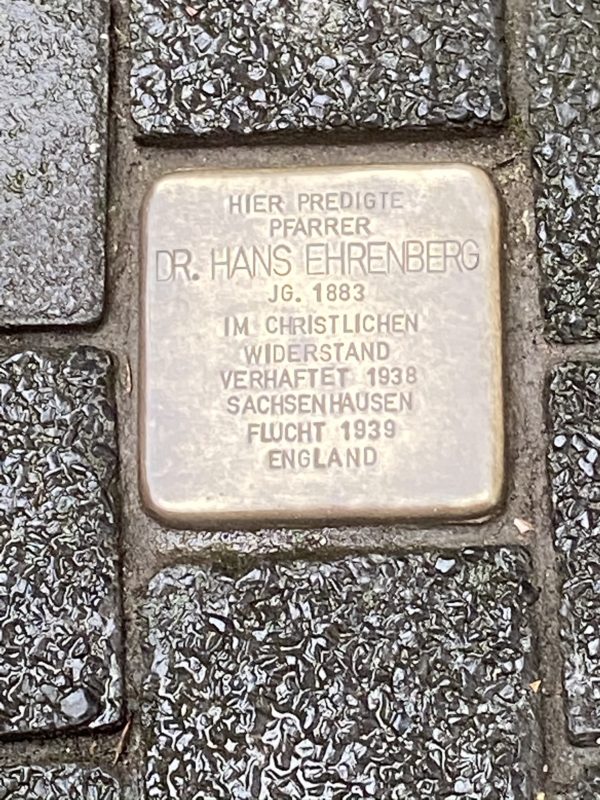 HIER PREDIGTE
PFARRER
DR. HANS EHRENBERG
JG. 1883
IM CHRISTLICHEN
WIDERSTAND
VERHAFTET 1938
SACHSENHAUSEN
FLUCHT 1939
ENGLAND